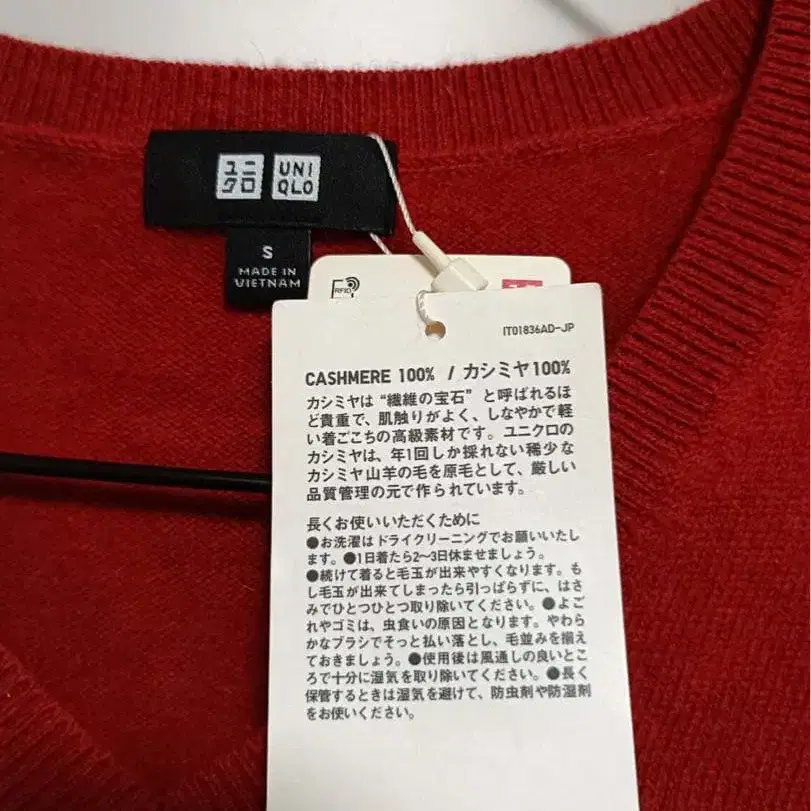 ユニ
クロ
UNI
QLO
S
MADE IN
VIETNAM
RFID
IT01836AD-JP
CASHMERE 100% / カシミヤ100%
カシミヤは“繊維の宝石”と呼ばれるほ
ど貴重で、肌触りがよく、しなやかで軽
い着ごこちの高級素材です。ユニクロの
カシミヤは、年1回しか採れない稀少な
カシミヤ山羊の毛を原毛として、厳しい
品質管理の元で作られています。
長くお使いいただくために
●お洗濯はドライクリーニングでお願いいたし
ます。●1日着たら2〜3日休ませましょう。
●続けて着ると毛玉が出来やすくなります。も
し毛玉が出来てしまったら引っぱらずに、はさ
みでひとつひとつ取り除いてください。●よご
れやゴミは、虫食いの原因となります。やわら
かなブラシでそっと払い落とし、毛並みを揃え
ておきましょう。●使用後は風通しの良いとこ
ろで十分に湿気を取り除いてください。●長く
保管するときは湿気を避けて、防虫剤や防湿剤
をお使いください。